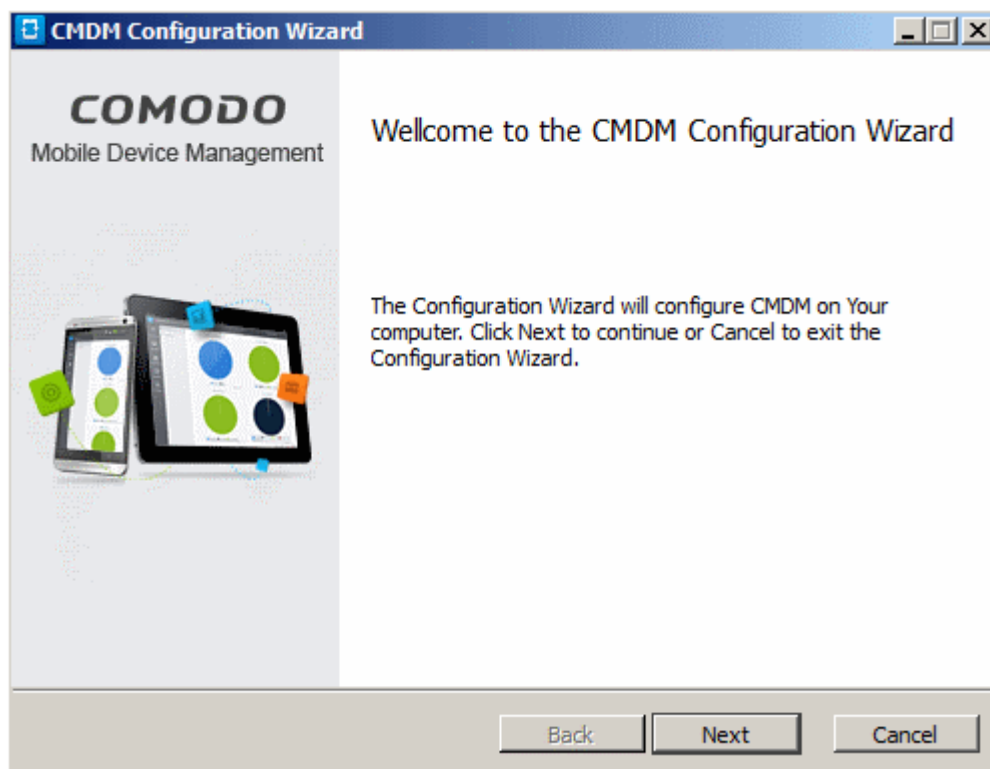 CMDM Configuration Wizard
COMODO
Mobile Device Management
Wellcome to the CMDM Configuration Wizard
The Configuration Wizard will configure CMDM on Your
computer. Click Next to continue or Cancel to exit the
Configuration Wizard.
Back Next Cancel